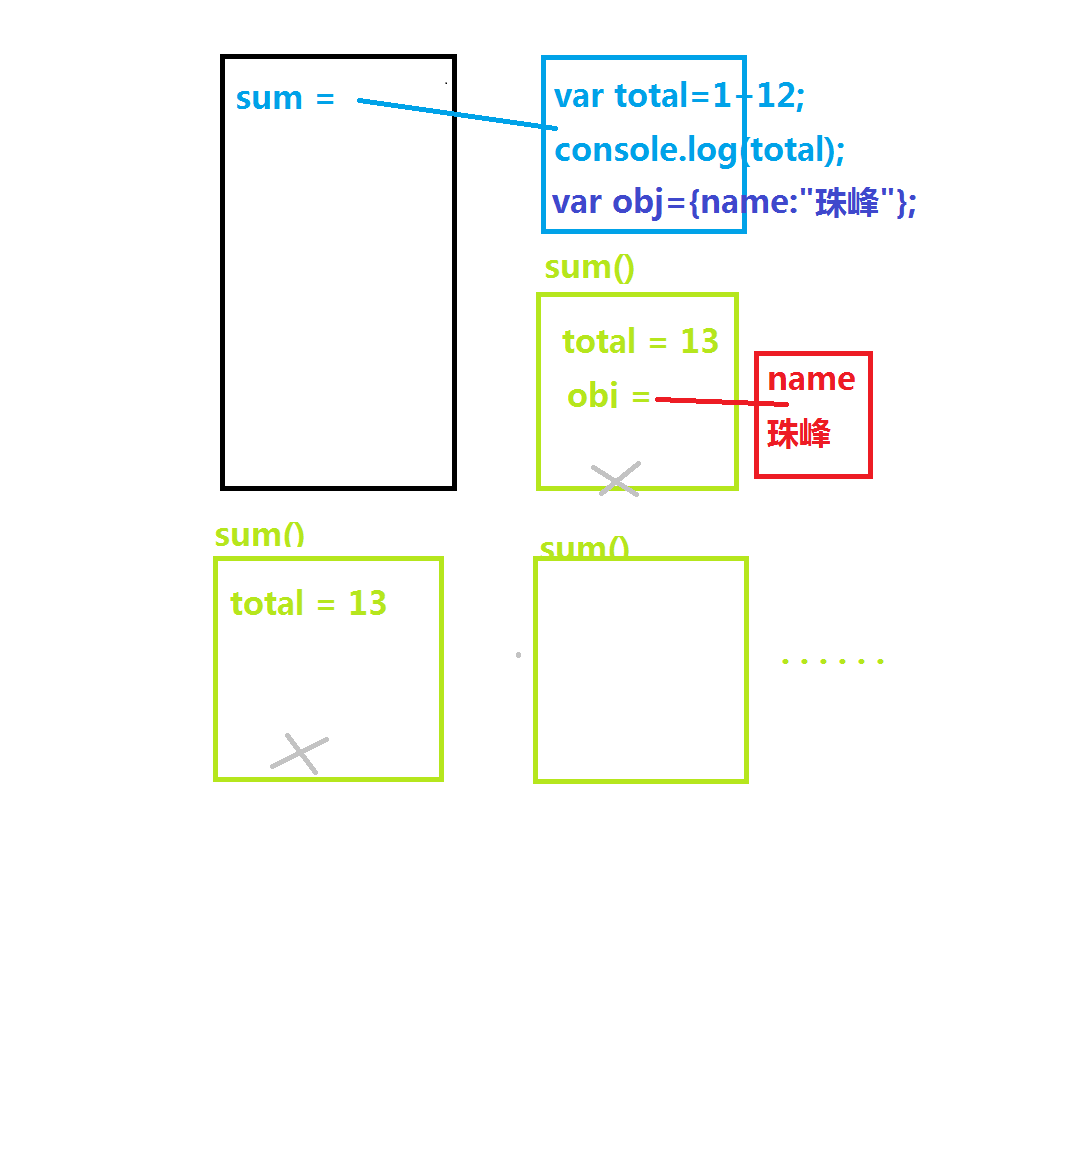 sum =
var total=1+12;
console.log(total);
var obj={name:"珠峰"};
sum()
total = 13
obi =
name
珠峰
sum()
total = 13
sum()
. . . . . .